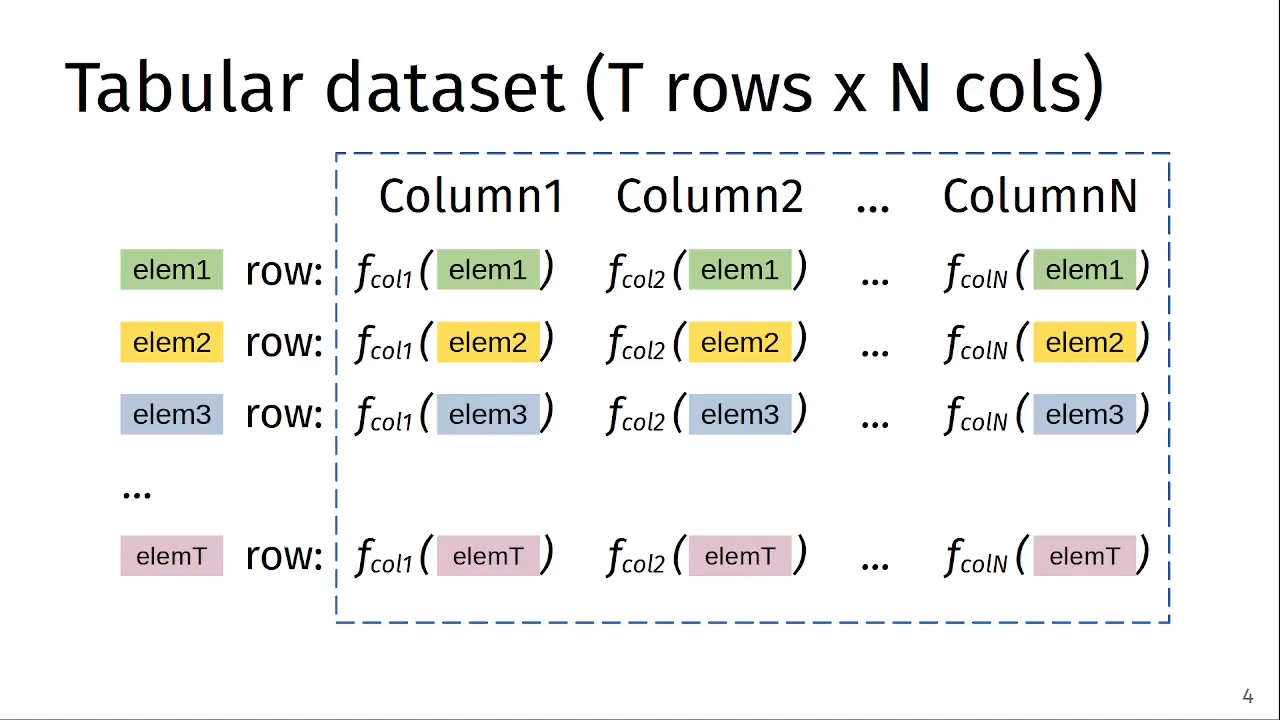 Tabular dataset (T rows x N cols)
Column1 Column2 ... ColumnN
elem1 row: fcol1( elem1 ) fcol2( elem1 ) ... fcolN( elem1 )
elem2 row: fcol1( elem2 ) fcol2( elem2 ) ... fcolN( elem2 )
elem3 row: fcol1( elem3 ) fcol2( elem3 ) ... fcolN( elem3 )
...
elemT row: fcol1( elemT ) fcol2( elemT ) ... fcolN( elemT )
4